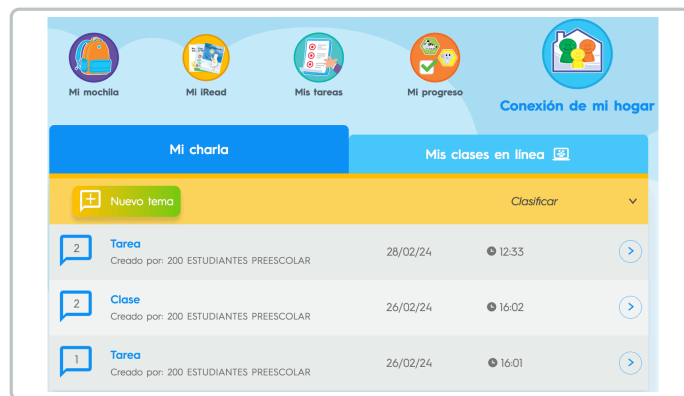 Mi mochila
Mi iRead
Mis tareas
Mi progreso
Conexión de mi hogar
Mi charla
Mis clases en línea
Nuevo tema
Clasificar
2
Tarea
28/02/24
12:33
Creado por: 200 ESTUDIANTES PREESCOLAR
2
Clase
26/02/24
16:02
Creado por: 200 ESTUDIANTES PREESCOLAR
1
Tarea
26/02/24
16:01
Creado por: 200 ESTUDIANTES PREESCOLAR